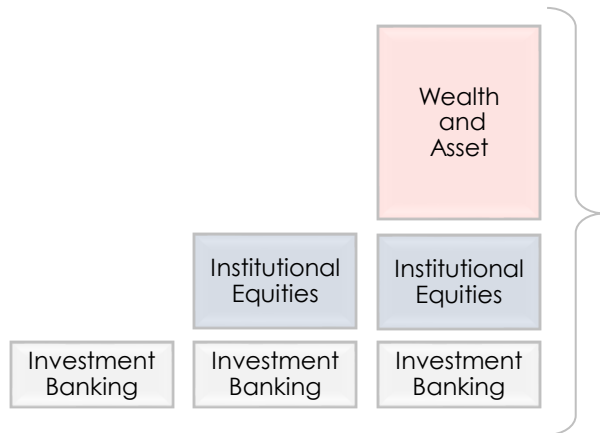 Wealth
and
Asset
Institutional
Equities
Institutional
Equities
Investment
Banking
Investment
Banking
Investment
Banking